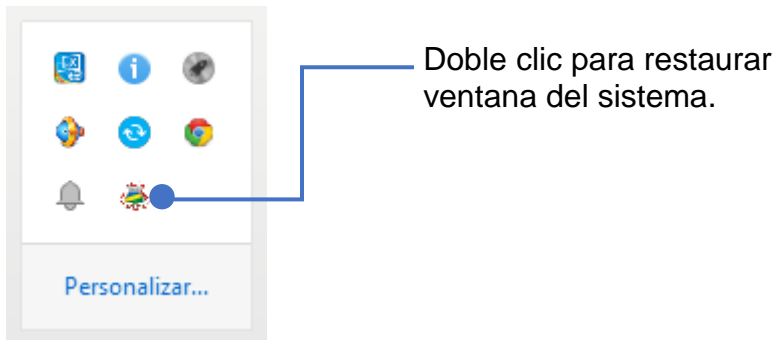 Doble clic para restaurar
ventana del sistema.
Personalizar...